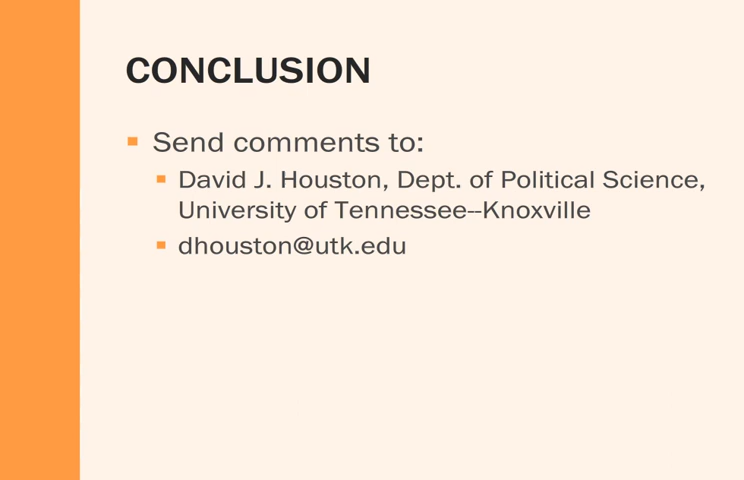 CONCLUSION
Send comments to:
David J. Houston, Dept. of Political Science,
University of Tennessee--Knoxville
dhouston@utk.edu